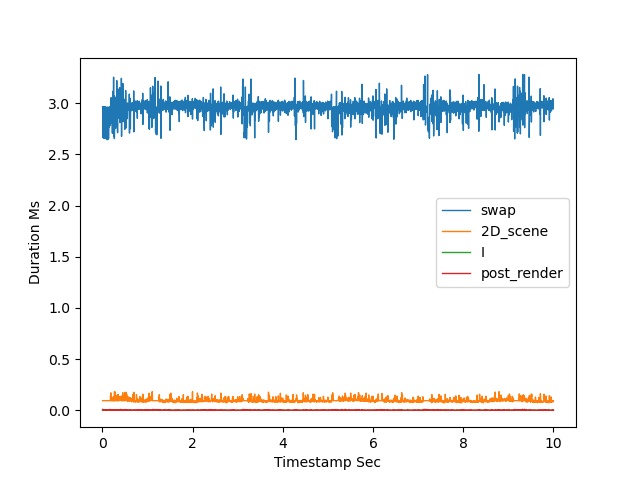 3.0
2.5
2.0
1.5
1.0
0.5
0.0
Duration Ms
swap
2D_scene
I
post_render
0 2 4 6 8 10
Timestamp Sec